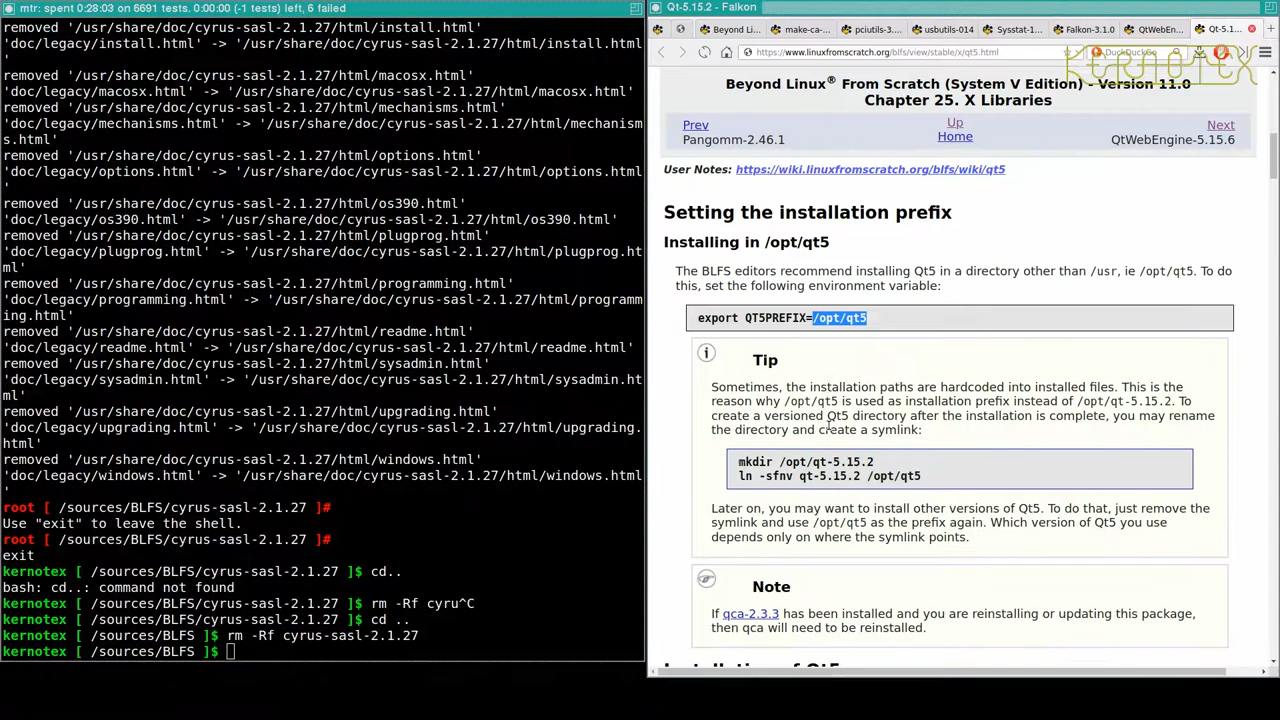 mtr: spent 0:28:03 on 6691 tests. 0:00:00 (-1 tests) left, 6 failed
removed '/usr/share/doc/cyrus-sasl-2.1.27/html/install.html'
'doc/legacy/install.html' -> '/usr/share/doc/cyrus-sasl-2.1.27/html/install.html
'
removed '/usr/share/doc/cyrus-sasl-2.1.27/html/macosx.html'
'doc/legacy/macosx.html' -> '/usr/share/doc/cyrus-sasl-2.1.27/html/macosx.html'
removed '/usr/share/doc/cyrus-sasl-2.1.27/html/mechanisms.html'
'doc/legacy/mechanisms.html' -> '/usr/share/doc/cyrus-sasl-2.1.27/html/mechanism
s.html'
removed '/usr/share/doc/cyrus-sasl-2.1.27/html/options.html'
'doc/legacy/options.html' -> '/usr/share/doc/cyrus-sasl-2.1.27/html/options.html
'
removed '/usr/share/doc/cyrus-sasl-2.1.27/html/os390.html'
'doc/legacy/os390.html' -> '/usr/share/doc/cyrus-sasl-2.1.27/html/os390.html'
removed '/usr/share/doc/cyrus-sasl-2.1.27/html/plugprog.html'
'doc/legacy/plugprog.html' -> '/usr/share/doc/cyrus-sasl-2.1.27/html/plugprog.ht
ml'
removed '/usr/share/doc/cyrus-sasl-2.1.27/html/programming.html'
'doc/legacy/programming.html' -> '/usr/share/doc/cyrus-sasl-2.1.27/html/programm
ing.html'
removed '/usr/share/doc/cyrus-sasl-2.1.27/html/readme.html'
'doc/legacy/readme.html' -> '/usr/share/doc/cyrus-sasl-2.1.27/html/readme.html'
removed '/usr/share/doc/cyrus-sasl-2.1.27/html/sysadmin.html'
'doc/legacy/sysadmin.html' -> '/usr/share/doc/cyrus-sasl-2.1.27/html/sysadmin.ht
ml'
removed '/usr/share/doc/cyrus-sasl-2.1.27/html/upgrading.html'
'doc/legacy/upgrading.html' -> '/usr/share/doc/cyrus-sasl-2.1.27/html/upgrading.
html'
removed '/usr/share/doc/cyrus-sasl-2.1.27/html/windows.html'
'doc/legacy/windows.html' -> '/usr/share/doc/cyrus-sasl-2.1.27/html/windows.html
'
root [ /sources/BLFS/cyrus-sasl-2.1.27 ]#
Use "exit" to leave the shell.
root [ /sources/BLFS/cyrus-sasl-2.1.27 ]#
exit
kernotex [ /sources/BLFS/cyrus-sasl-2.1.27 ]$ cd..
bash: cd..: command not found
kernotex [ /sources/BLFS/cyrus-sasl-2.1.27 ]$ rm -Rf cyru^C
kernotex [ /sources/BLFS/cyrus-sasl-2.1.27 ]$ cd ..
kernotex [ /sources/BLFS ]$ rm -Rf cyrus-sasl-2.1.27
kernotex [ /sources/BLFS ]$
Qt-5.15.2 - Falkon
Beyond Li... make-ca-... pciutils-3... usbutils-014 Sysstat-1... Falkon-3.1.0 QtWebEn... Qt-5.1...
https://www.linuxfromscratch.org/blfs/view/stable/x/qt5.html DuckDuckGo
KERNOTEX
Beyond Linux® From Scratch (System V Edition) - Version 11.0
Chapter 25. X Libraries
Prev Up Next
Pangomm-2.46.1 Home QtWebEngine-5.15.6
User Notes: https://wiki.linuxfromscratch.org/blfs/wiki/qt5
Setting the installation prefix
Installing in /opt/qt5
The BLFS editors recommend installing Qt5 in a directory other than /usr, ie /opt/qt5. To do
this, set the following environment variable:
export QT5PREFIX=/opt/qt5
Tip
Sometimes, the installation paths are hardcoded into installed files. This is the
reason why /opt/qt5 is used as installation prefix instead of /opt/qt-5.15.2. To
create a versioned Qt5 directory after the installation is complete, you may rename
the directory and create a symlink:
mkdir /opt/qt-5.15.2
ln -sfnv qt-5.15.2 /opt/qt5
Later on, you may want to install other versions of Qt5. To do that, just remove the
symlink and use /opt/qt5 as the prefix again. Which version of Qt5 you use
depends only on where the symlink points.
Note
If qca-2.3.3 has been installed and you are reinstalling or updating this package,
then qca will need to be reinstalled.
Installation of Qt5